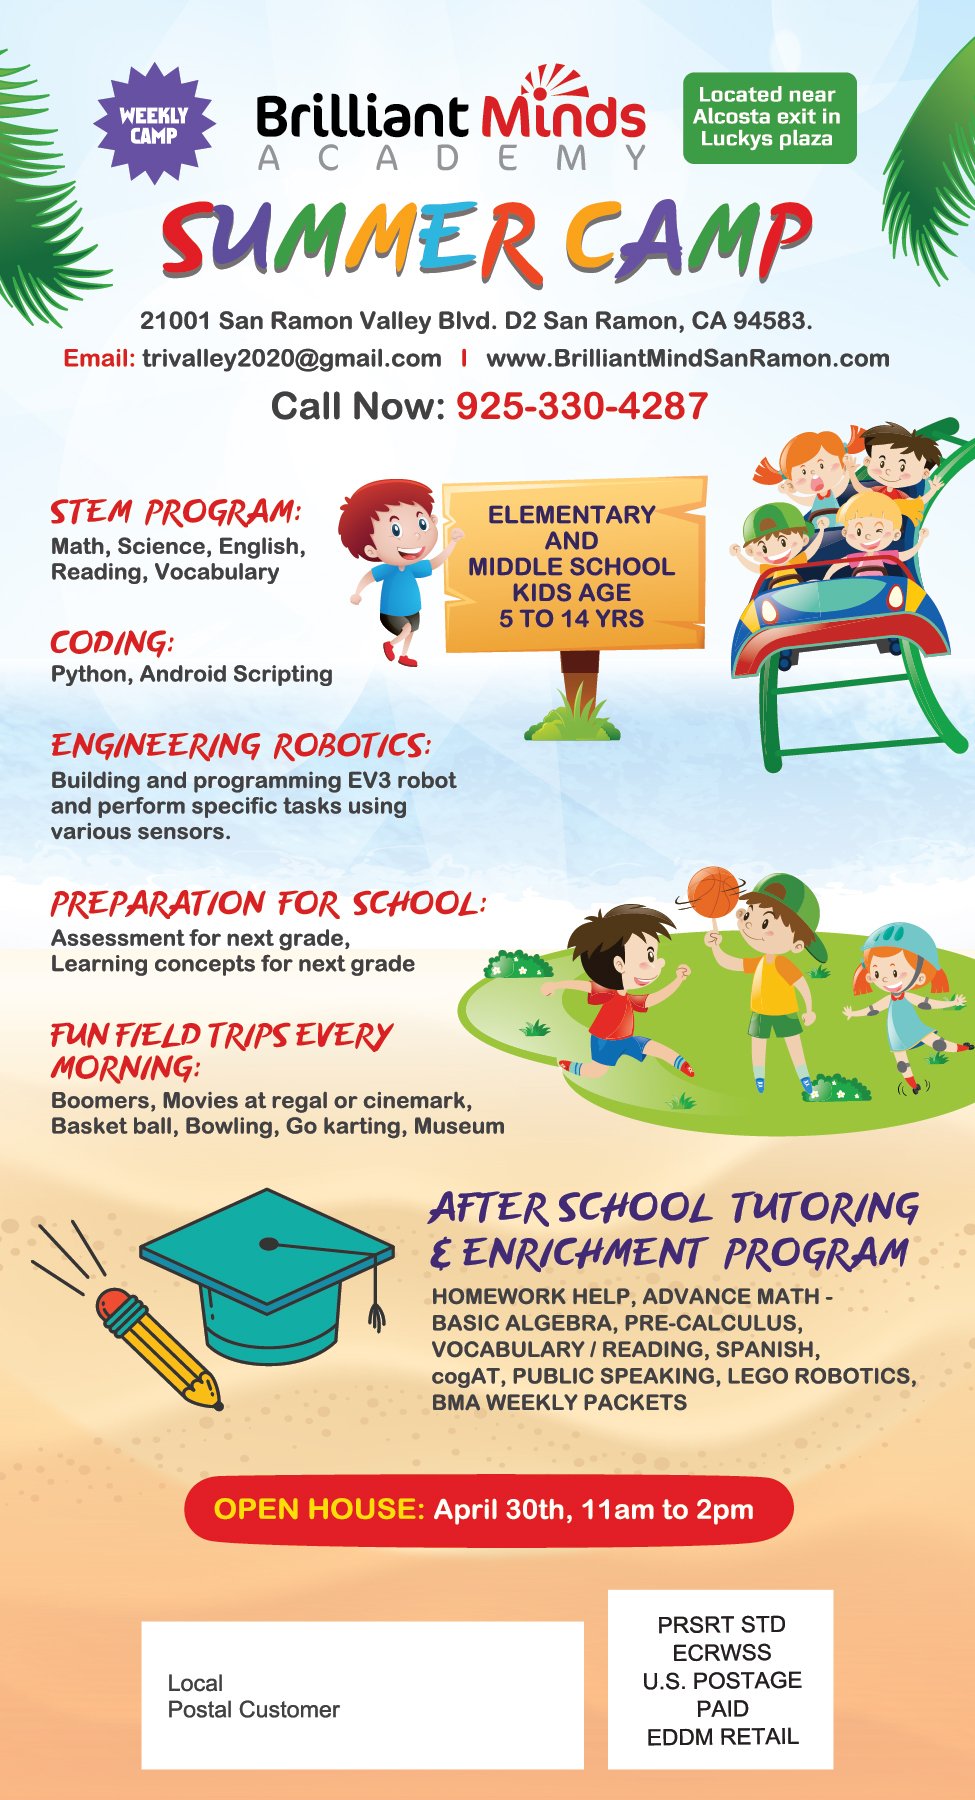 WEEKLY
CAMP
Brilliant Minds
ACADEMY
Located near
Alcosta exit in
Luckys plaza
SUMMER CAMP
21001 San Ramon Valley Blvd. D2 San Ramon, CA 94583.
Email: trivalley2020@gmail.com | www.BrilliantMindSanRamon.com
Call Now: 925-330-4287
STEM PROGRAM:
Math, Science, English,
Reading, Vocabulary
ELEMENTARY
AND
MIDDLE SCHOOL
KIDS AGE
5 TO 14 YRS
CODING:
Python, Android Scripting
ENGINEERING ROBOTICS:
Building and programming EV3 robot
and perform specific tasks using
various sensors.
PREPARATION FOR SCHOOL:
Assessment for next grade,
Learning concepts for next grade
FUN FIELD TRIPS EVERY
MORNING:
Boomers, Movies at regal or cinemark,
Basket ball, Bowling, Go karting, Museum
AFTER SCHOOL TUTORING
& ENRICHMENT PROGRAM
HOMEWORK HELP, ADVANCE MATH -
BASIC ALGEBRA, PRE-CALCULUS,
VOCABULARY / READING, SPANISH,
cogAT, PUBLIC SPEAKING, LEGO ROBOTICS,
BMA WEEKLY PACKETS
OPEN HOUSE: April 30th, 11am to 2pm
Local
Postal Customer
PRSRT STD
ECRWSS
U.S. POSTAGE
PAID
EDDM RETAIL